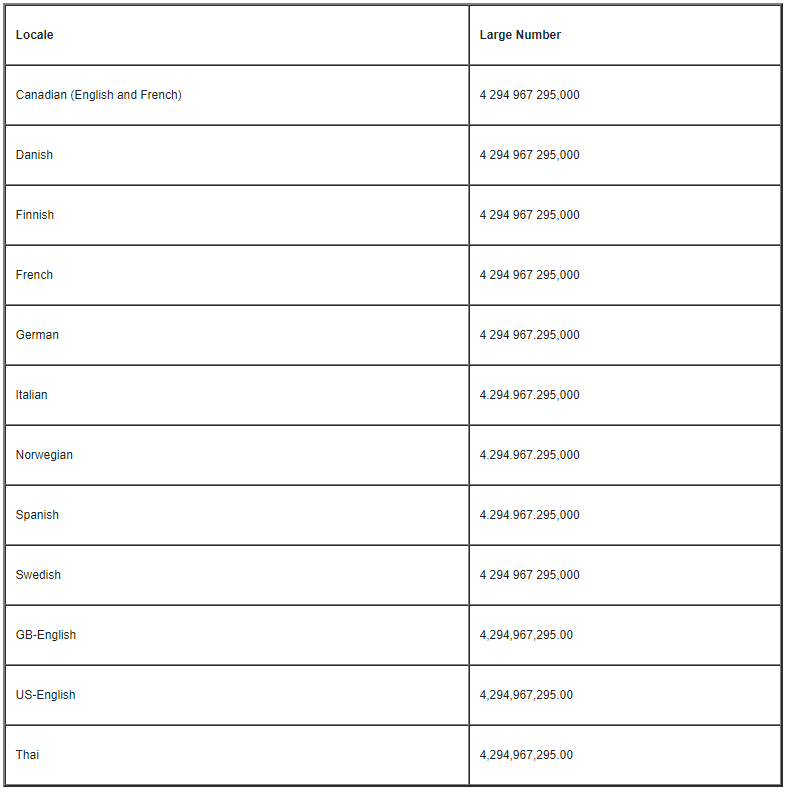 Locale Large Number
Canadian (English and French) 4 294 967 295,000
Danish 4 294 967 295,000
Finnish 4 294 967 295,000
French 4 294 967 295,000
German 4 294 967.295,000
Italian 4.294.967.295,000
Norwegian 4.294.967.295,000
Spanish 4.294.967.295,000
Swedish 4 294 967 295,000
GB-English 4,294,967,295.00
US-English 4,294,967,295.00
Thai 4,294,967,295.00